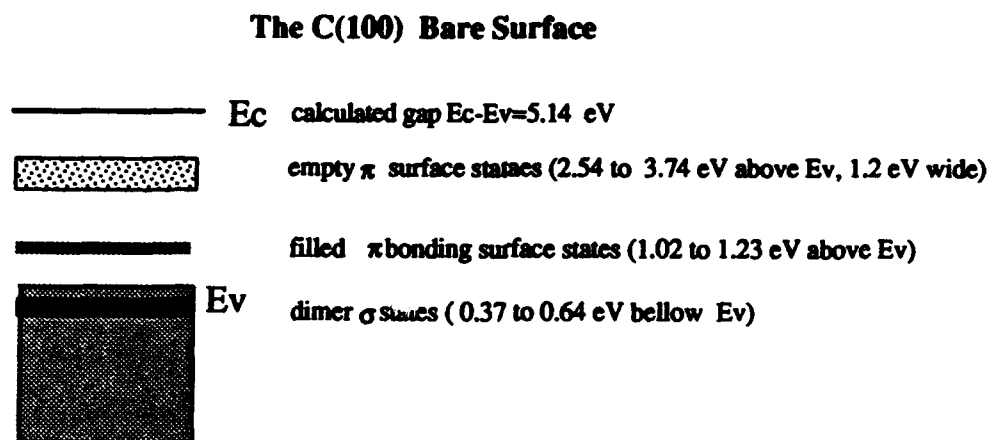 The C(100) Bare Surface
Ec calculated gap Ec-Ev=5.14 eV
empty π surface stataes (2.54 to 3.74 eV above Ev, 1.2 eV wide)
filled π bonding surface states (1.02 to 1.23 eV above Ev)
Ev dimer σ states ( 0.37 to 0.64 eV bellow Ev)